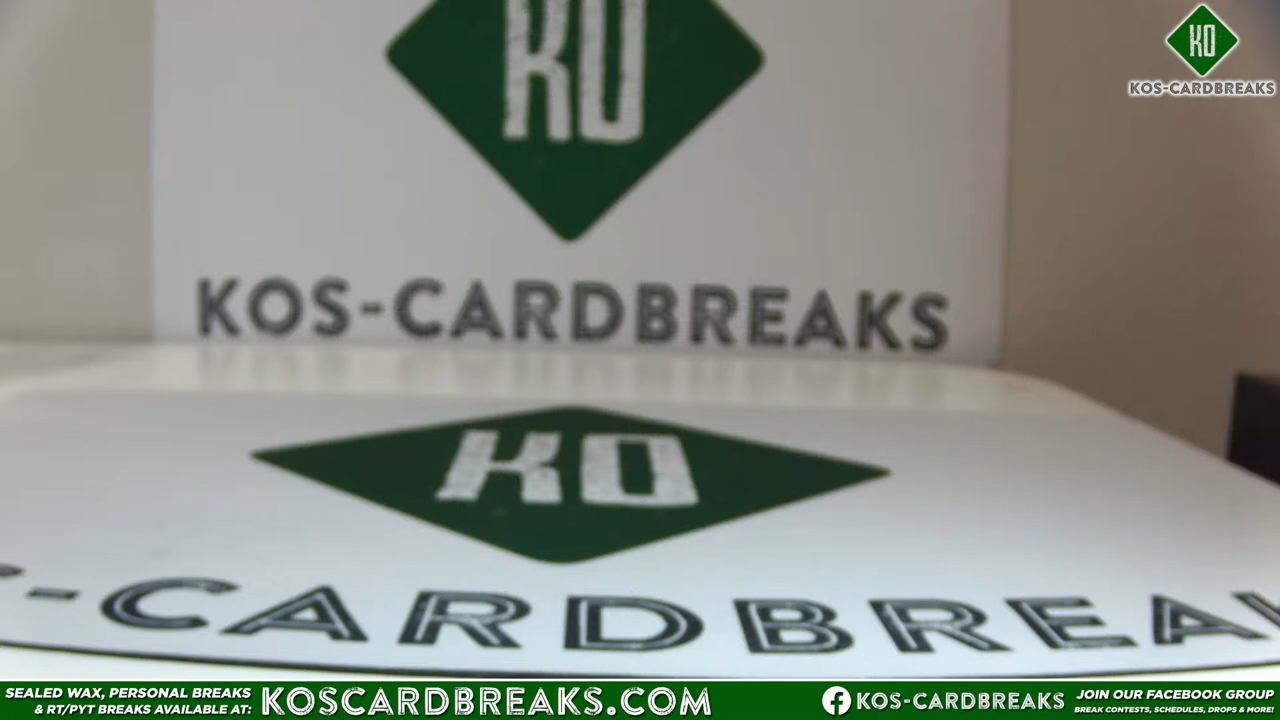 KO
KOS-CARDBREAKS
KO
KOS-CARDBREAKS
KO
-CARDBREA
SEALED WAX, PERSONAL BREAKS
& RT/PYT BREAKS AVAILABLE AT:
KOSCARDBREAKS.COM
KOS-CARDBREAKS
JOIN OUR FACEBOOK GROUP
BREAK CONTESTS, SCHEDULES, DROPS & MORE!